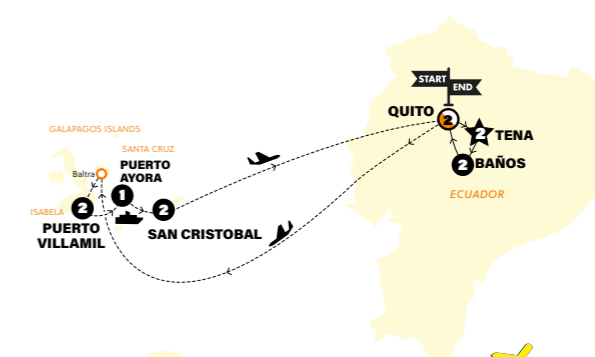 START
END
QUITO
2
2
TENA
2
BAÑOS
ECUADOR
GALAPAGOS ISLANDS
SANTA CRUZ
Baltra
PUERTO
AYORA
1
ISABELA
2
2
PUERTO
VILLAMIL
SAN CRISTOBAL